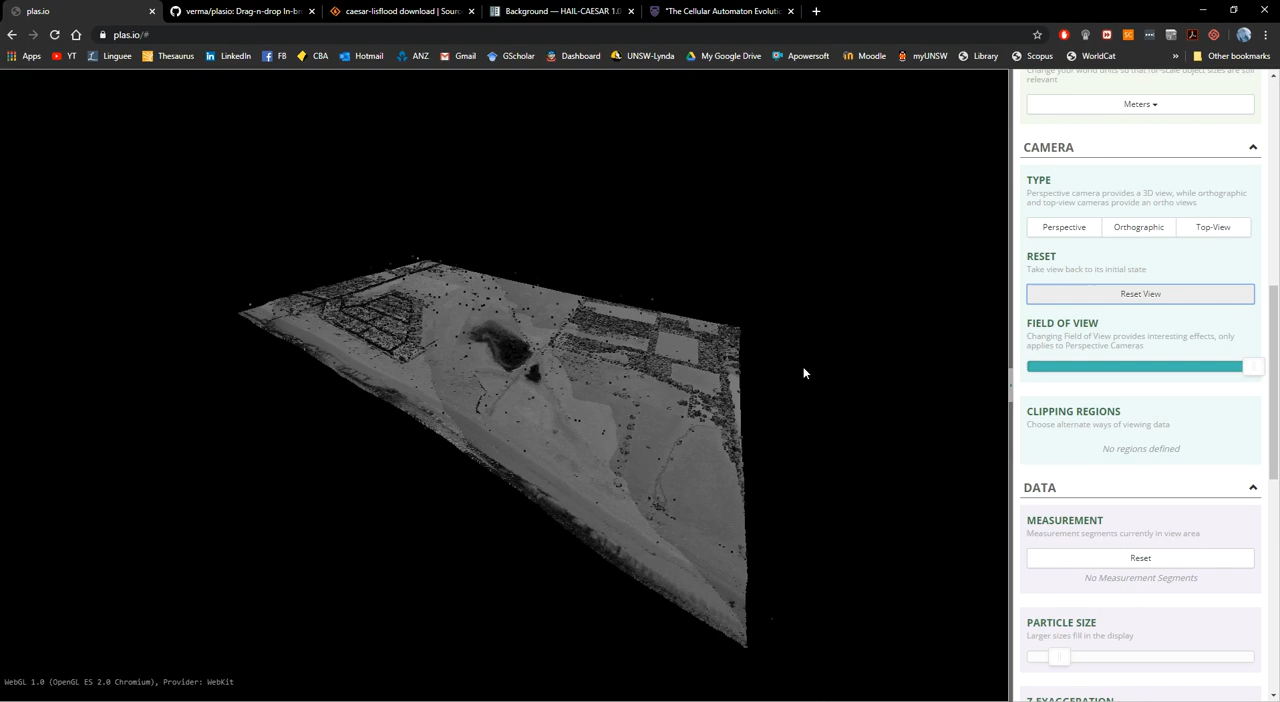 plas.io
verma/plasio: Drag-n-drop In-bro
caesar-lisflood download | Sourc
Background — HAIL-CAESAR 1.0
"The Cellular Automaton Evolutio
plas.io/#
Apps YT Linguee Thesaurus LinkedIn FB CBA Hotmail ANZ Gmail GScholar Dashboard UNSW-Lynda My Google Drive Apowersoft Moodle myUNSW Library Scopus WorldCat » Other bookmarks
relevant
Meters
CAMERA
TYPE
Perspective camera provides a 3D view, while orthographic
and top-view cameras provide an ortho views
Perspective Orthographic Top-View
RESET
Take view back to its initial state
Reset View
FIELD OF VIEW
Changing Field of View provides interesting effects, only
applies to Perspective Cameras
CLIPPING REGIONS
Choose alternate ways of viewing data
No regions defined
DATA
MEASUREMENT
Measurement segments currently in view area
Reset
No Measurement Segments
PARTICLE SIZE
Larger sizes fill in the display
Z-EXAGGERATION
WebGL 1.0 (OpenGL ES 2.0 Chromium), Provider: WebKit